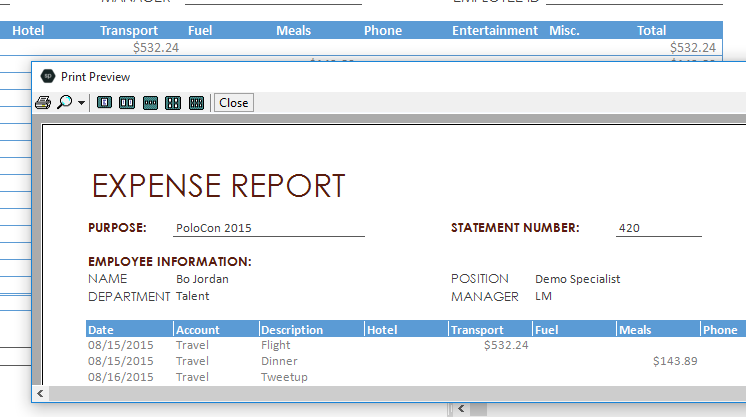 MANAGER EMPLOYEE ID
Hotel Transport Fuel Meals Phone Entertainment Misc. Total
$532.24 $532.24
Print Preview
Close
EXPENSE REPORT
PURPOSE: PoloCon 2015 STATEMENT NUMBER: 420
EMPLOYEE INFORMATION:
NAME Bo Jordan POSITION Demo Specialist
DEPARTMENT Talent MANAGER LM
Date Account Description Hotel Transport Fuel Meals Phone
08/15/2015 Travel Flight $532.24
08/15/2015 Travel Dinner $143.89
08/16/2015 Travel Tweetup